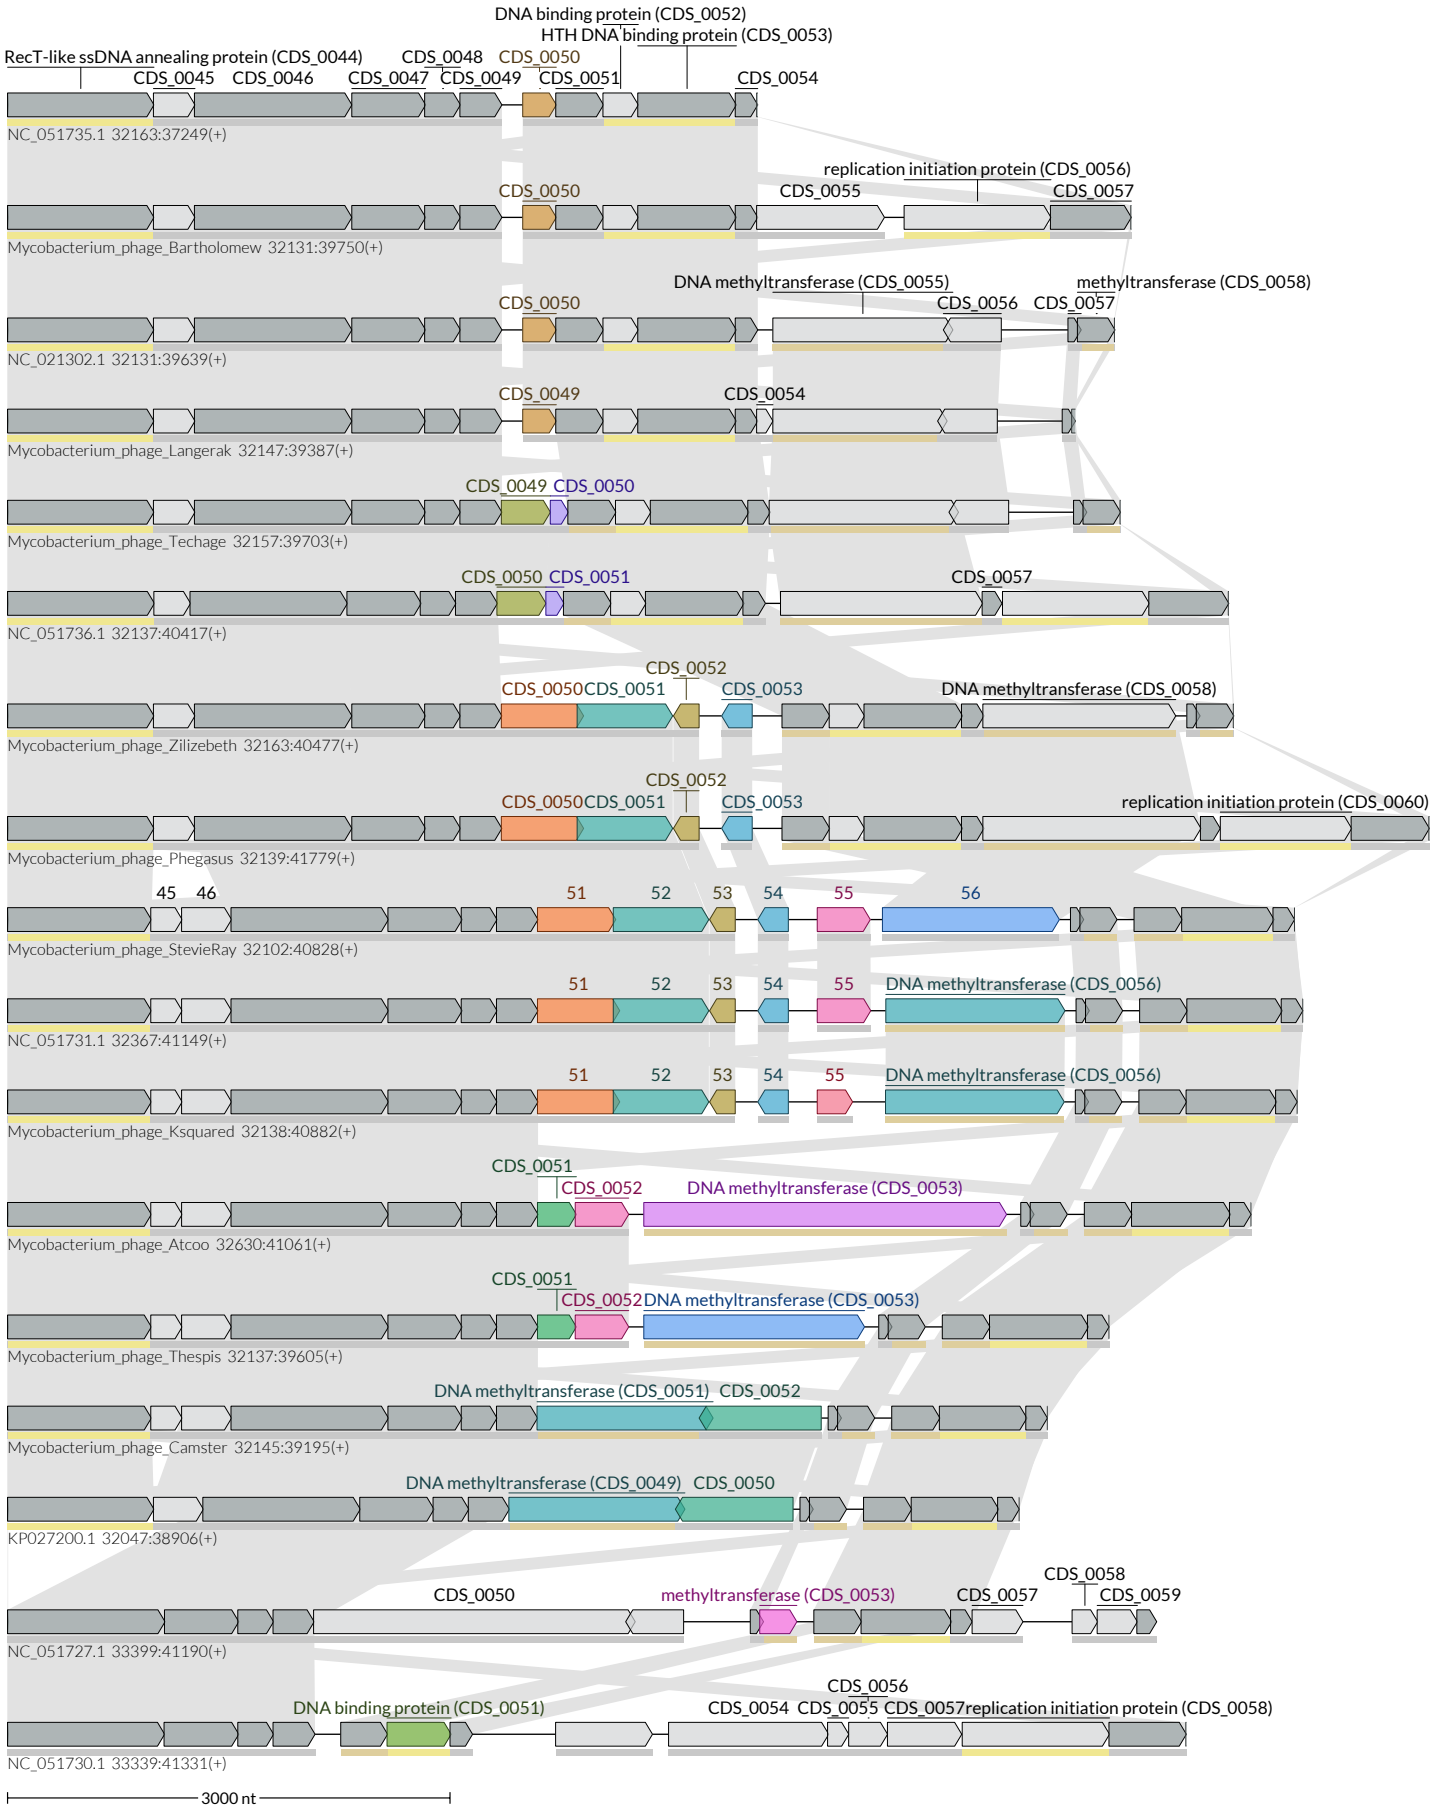 DNA binding protein (CDS_0052)
HTH DNA binding protein (CDS_0053)
RecT-like ssDNA annealing protein (CDS_0044) CDS_0048 CDS_0050
CDS_0045 CDS_0046 CDS_0047 CDS_0049 CDS_0051 CDS_0054
NC_051735.1 32163:37249(+)
replication initiation protein (CDS_0056)
CDS_0050 CDS_0055 CDS_0057
Mycobacterium_phage_Bartholomew 32131:39750(+)
DNA methyltransferase (CDS_0055) methyltransferase (CDS_0058)
CDS_0050 CDS_0056 CDS_0057
NC_021302.1 32131:39639(+)
CDS_0049 CDS_0054
Mycobacterium_phage_Langerak 32147:39387(+)
CDS_0049 CDS_0050
Mycobacterium_phage_Techage 32157:39703(+)
CDS_0050 CDS_0051 CDS_0057
NC_051736.1 32137:40417(+)
CDS_0052
CDS_0050 CDS_0051 CDS_0053 DNA methyltransferase (CDS_0058)
Mycobacterium_phage_Zilizebeth 32163:40477(+)
CDS_0052
CDS_0050 CDS_0051 CDS_0053 replication initiation protein (CDS_0060)
Mycobacterium_phage_Phegasus 32139:41779(+)
45 46 51 52 53 54 55 56
Mycobacterium_phage_StevieRay 32102:40828(+)
51 52 53 54 55 DNA methyltransferase (CDS_0056)
NC_051731.1 32367:41149(+)
51 52 53 54 55 DNA methyltransferase (CDS_0056)
Mycobacterium_phage_Ksquared 32138:40882(+)
CDS_0051
CDS_0052 DNA methyltransferase (CDS_0053)
Mycobacterium_phage_Atcoo 32630:41061(+)
CDS_0051
CDS_0052 DNA methyltransferase (CDS_0053)
Mycobacterium_phage_Thespis 32137:39605(+)
DNA methyltransferase (CDS_0051) CDS_0052
Mycobacterium_phage_Camster 32145:39195(+)
DNA methyltransferase (CDS_0049) CDS_0050
KP027200.1 32047:38906(+)
CDS_0058
CDS_0050 methyltransferase (CDS_0053) CDS_0057 CDS_0059
NC_051727.1 33399:41190(+)
CDS_0056
DNA binding protein (CDS_0051) CDS_0054 CDS_0055 CDS_0057 replication initiation protein (CDS_0058)
NC_051730.1 33339:41331(+)
3000 nt